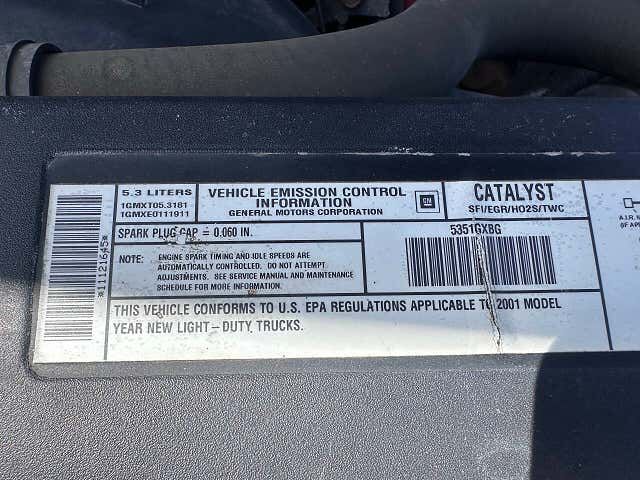 *11121645*
5.3 LITERS
1GMXT05.3181
1GMXE0111911
VEHICLE EMISSION CONTROL
INFORMATION
GENERAL MOTORS CORPORATION
GM
CATALYST
SFI/EGR/HO2S/TWC
SPARK PLUG GAP = 0.060 IN.
5351GXBG
NOTE: ENGINE SPARK TIMING AND IDLE SPEEDS ARE
AUTOMATICALLY CONTROLLED. DO NOT ATTEMPT
ADJUSTMENTS. SEE SERVICE MANUAL AND MAINTENANCE
SCHEDULE FOR MORE INFORMATION.
THIS VEHICLE CONFORMS TO U.S. EPA REGULATIONS APPLICABLE TO 2001 MODEL
YEAR NEW LIGHT-DUTY, TRUCKS.
A.I.R.